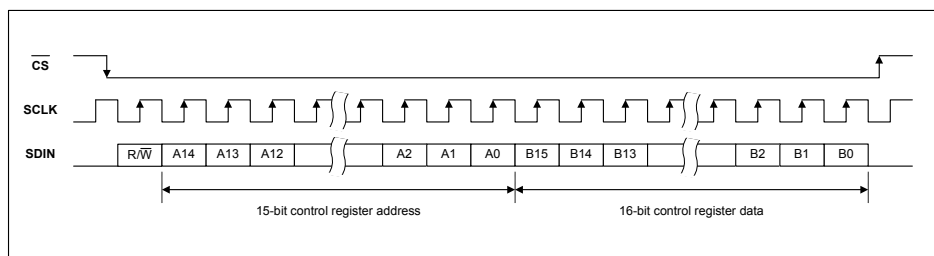 C̅S̅
SCLK
SDIN R/W̅ A14 A13 A12 A2 A1 A0 B15 B14 B13 B2 B1 B0
15-bit control register address 16-bit control register data